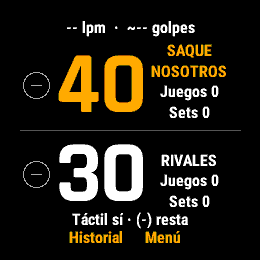 -- lpm · ~-- golpes
SAQUE
40 NOSOTROS
Juegos 0
Sets 0
30 RIVALES
Juegos 0
Sets 0
Táctil sí · (-) resta
Historial Menú